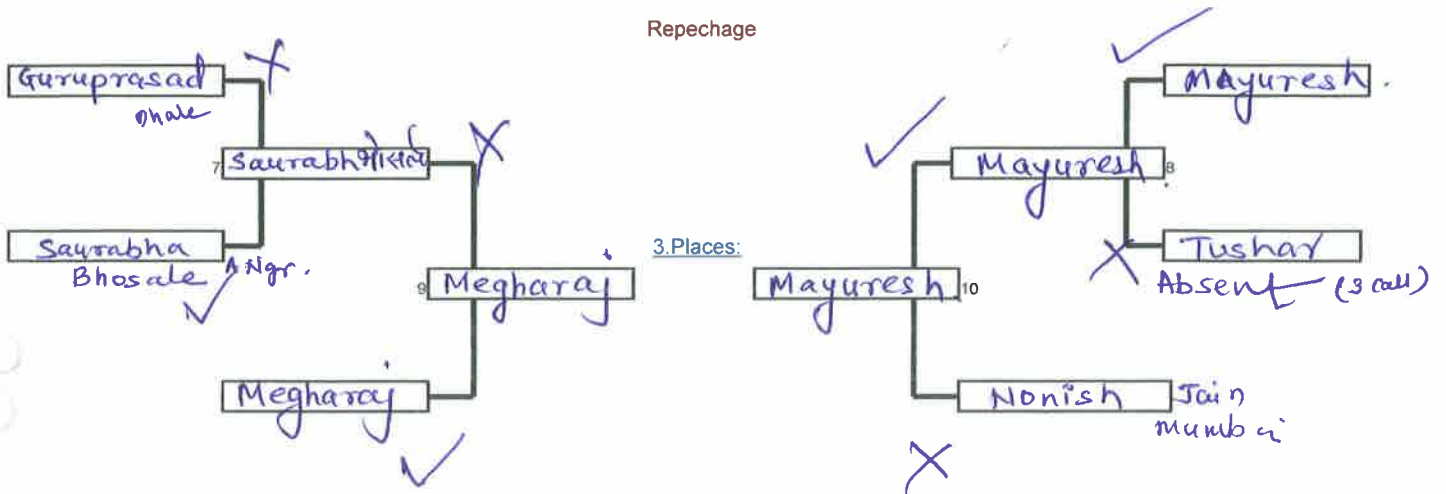 Repechage
Guruprasad
Dhale
7 Saurabh भोसले
Saurabha
Bhosale A Ngr.
9 Megharaj
Megharaj
3.Places:
Mayuresh.
Mayuresh 8
Tushar
Absent (3 call)
Mayuresh 10
Nonish Jain
Mumbai